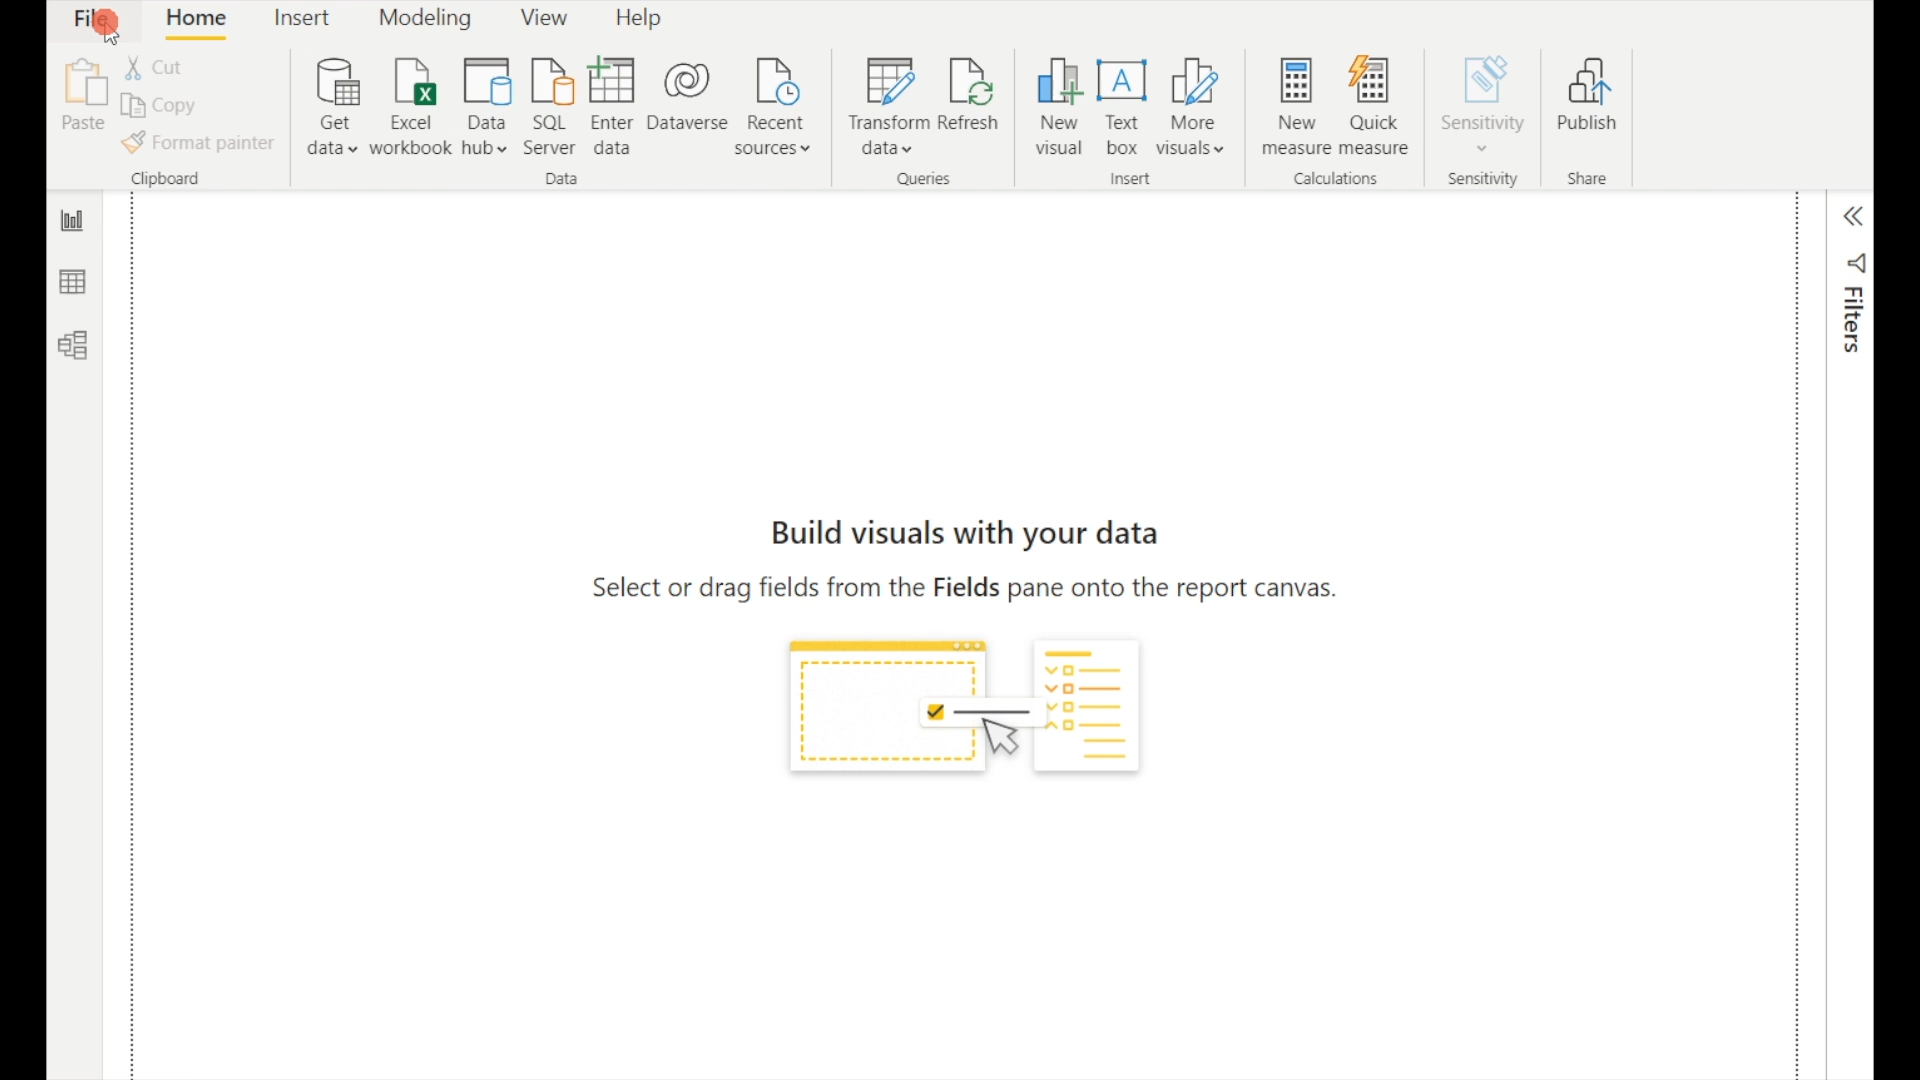 File Home Insert Modeling View Help
Paste
Cut
Copy
Format painter
Clipboard
Get data
Excel workbook
Data hub
SQL Server
Enter data
Dataverse
Recent sources
Data
Transform data
Refresh
Queries
New visual
Text box
More visuals
Insert
New measure
Quick measure
Calculations
Sensitivity
Sensitivity
Publish
Share
Filters
Build visuals with your data
Select or drag fields from the Fields pane onto the report canvas.